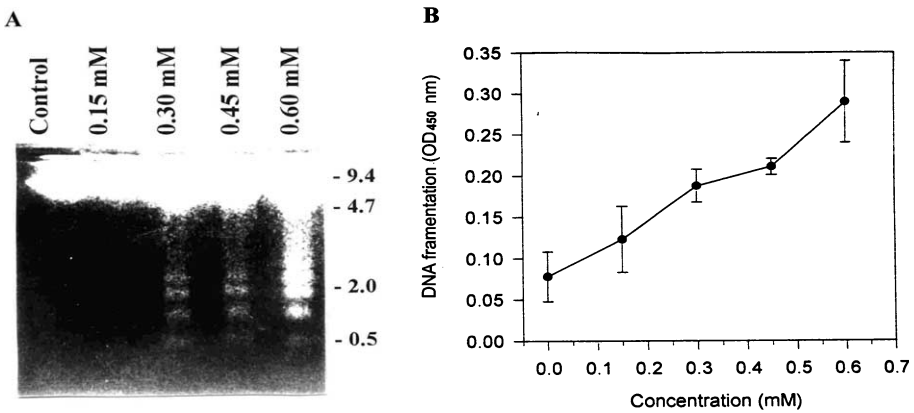 A
Control
0.15 mM
0.30 mM
0.45 mM
0.60 mM
- 9.4
- 4.7
- 2.0
- 0.5
B
DNA framentation (OD450 nm)
0.35
0.30
0.25
0.20
0.15
0.10
0.05
0.00
0.0 0.1 0.2 0.3 0.4 0.5 0.6 0.7
Concentration (mM)